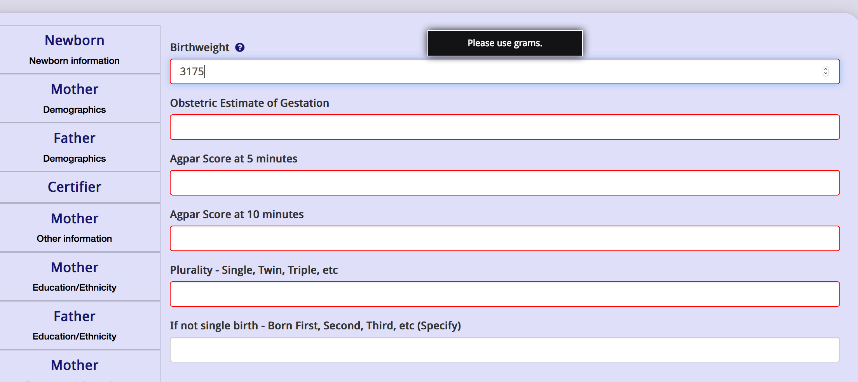 Newborn
Newborn information
Mother
Demographics
Father
Demographics
Certifier
Mother
Other information
Mother
Education/Ethnicity
Father
Education/Ethnicity
Mother
Birthweight ?
Please use grams.
3175
Obstetric Estimate of Gestation
Agpar Score at 5 minutes
Agpar Score at 10 minutes
Plurality - Single, Twin, Triple, etc
If not single birth - Born First, Second, Third, etc (Specify)